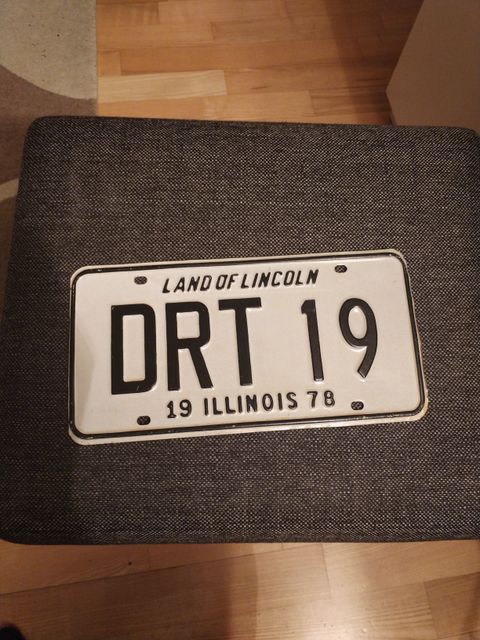 LAND OF LINCOLN
DRT 19
19 ILLINOIS 78